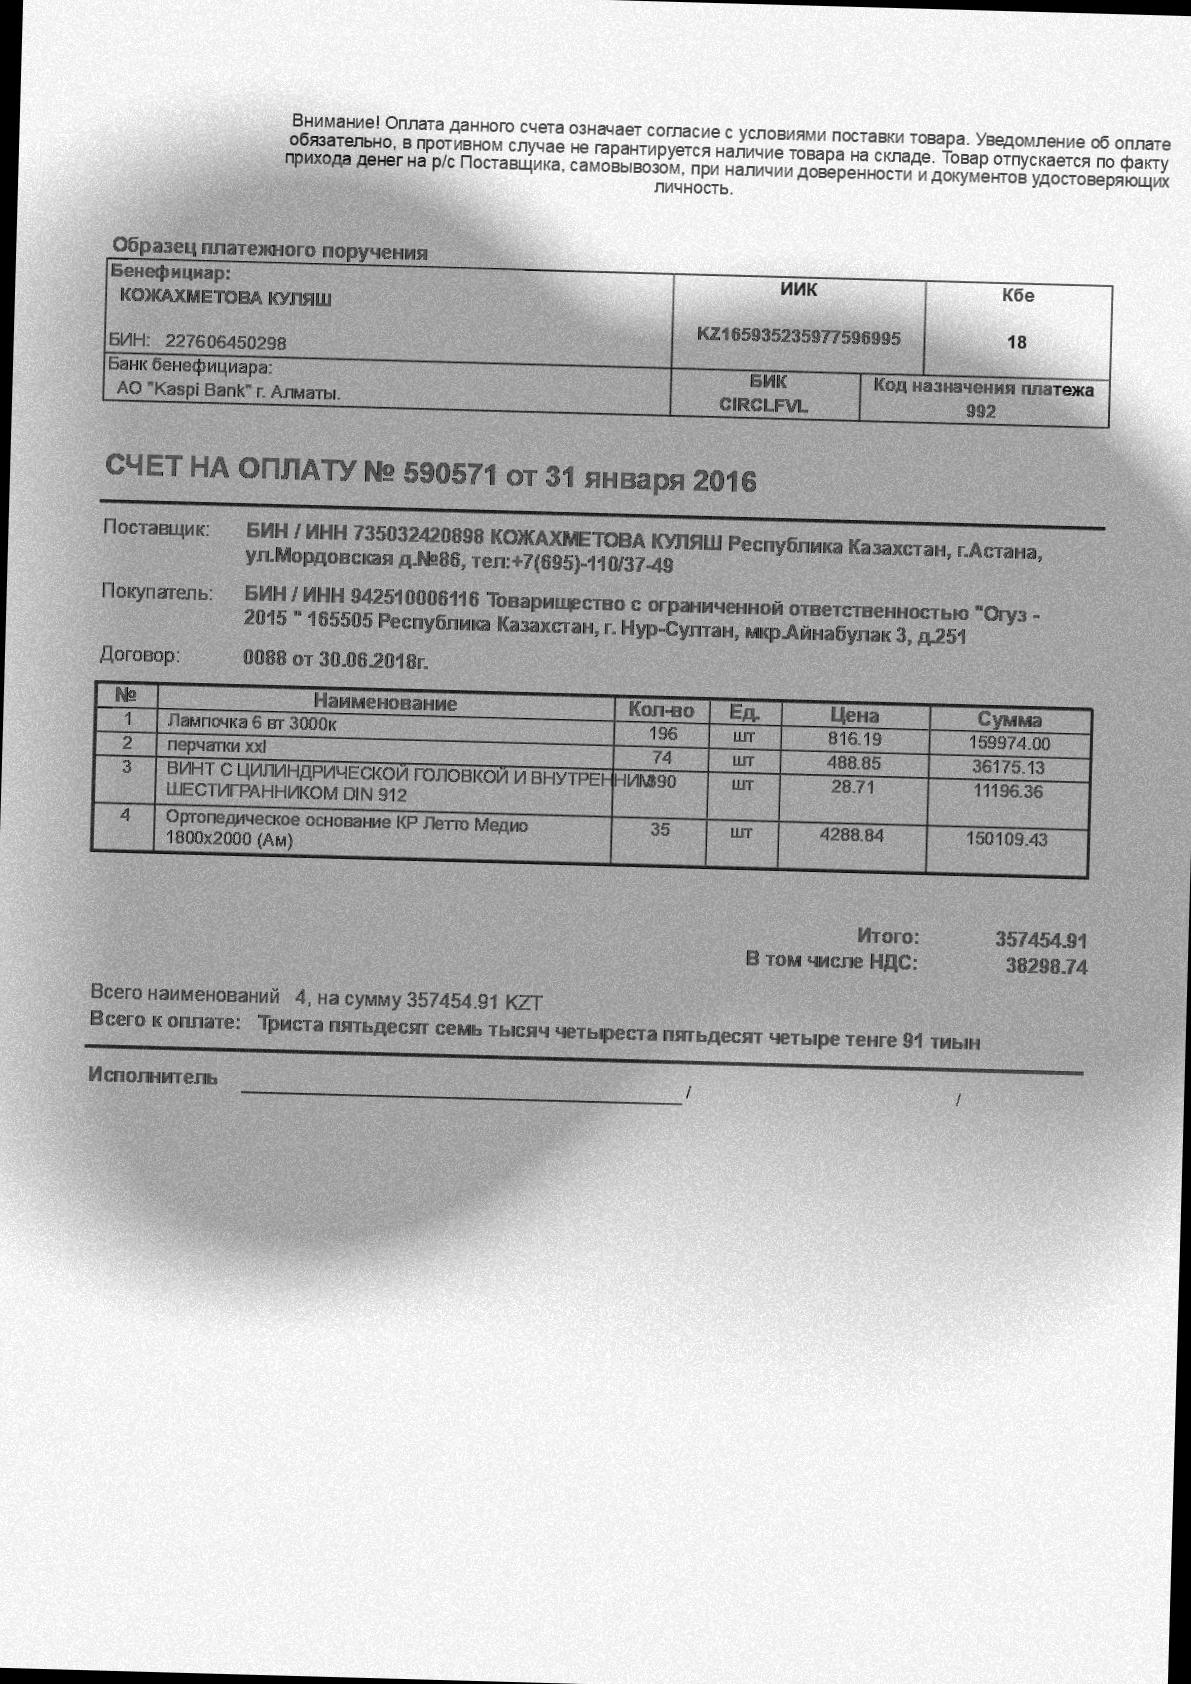 Внимание! Оплата данного счета означает согласие с условиями поставки товара. Уведомление об оплате
обязательно, в противном случае не гарантируется наличие товара на складе. Товар отпускается по факту
прихода денег на р/с Поставщика, самовывозом, при наличии доверенности и документов удостоверяющих
личность.
Образец платежного поручения
Бенефициар: ИИК Кбе
КОЖАХМЕТОВА КУЛЯШ
KZ165935235977596995 18
БИН: 227606450298
Банк бенефициара: БИК Код назначения платежа
АО "Kaspi Bank" г. Алматы. CIRCLFVL 992
СЧЕТ НА ОПЛАТУ № 590571 от 31 января 2016
Поставщик: БИН / ИНН 735032420898 КОЖАХМЕТОВА КУЛЯШ Республика Казахстан, г.Астана,
ул.Мордовская д.№86, тел:+7(695)-110/37-49
Покупатель: БИН / ИНН 942510006116 Товарищество с ограниченной ответственностью "Огуз -
2015 " 165505 Республика Казахстан, г. Нур-Султан, мкр.Айнабулак 3, д.251
Договор: 0088 от 30.06.2018г.
№ Наименование Кол-во Ед. Цена Сумма
1 Лампочка 6 вт 3000к 196 шт 816.19 159974.00
2 перчатки xxl 74 шт 488.85 36175.13
3 ВИНТ С ЦИЛИНДРИЧЕСКОЙ ГОЛОВКОЙ И ВНУТРЕННИМ 390 шт 28.71 11196.36
ШЕСТИГРАННИКОМ DIN 912
4 Ортопедическое основание КР Летто Медио 35 шт 4288.84 150109.43
1800х2000 (Ам)
Итого: 357454.91
В том числе НДС: 38298.74
Всего наименований 4, на сумму 357454.91 KZT
Всего к оплате: Триста пятьдесят семь тысяч четыреста пятьдесят четыре тенге 91 тиын
Исполнитель / /